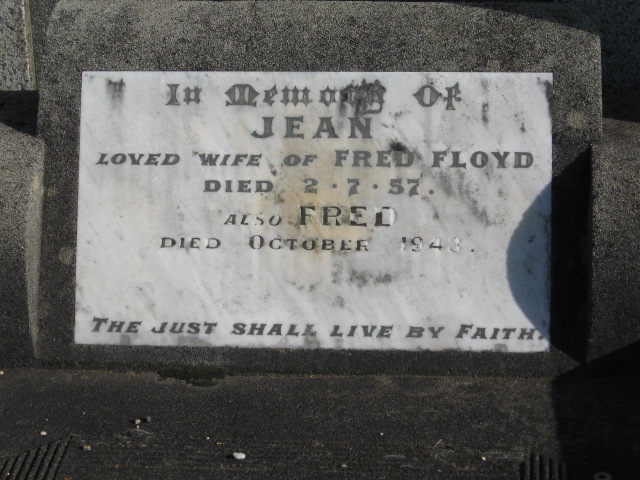 In Memory Of
JEAN
LOVED WIFE OF FRED FLOYD
DIED 2·7·57.
ALSO FRED
DIED OCTOBER 1948.
THE JUST SHALL LIVE BY FAITH.